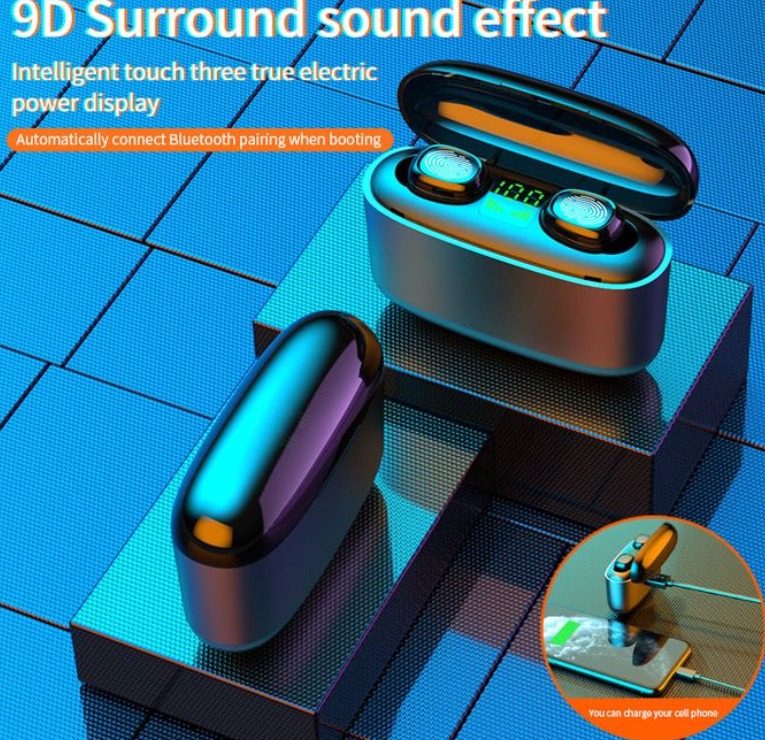 9D Surround sound effect
Intelligent touch three true electric
power display
Automatically connect Bluetooth pairing when booting
100
You can charge your cell phone